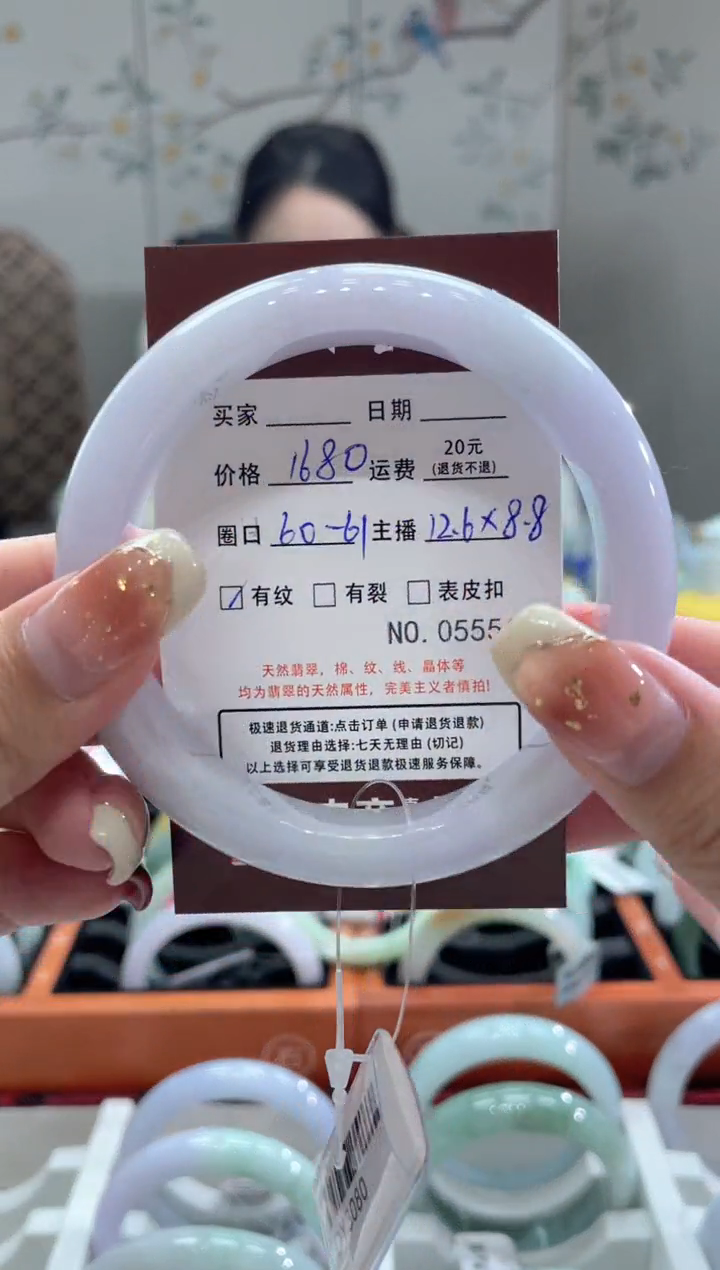 买家 日期
价格 1680 运费 20元 (退货不退)
圈口 60-61 主播 12.6×8.8
有纹 有裂 表皮扣
NO. 0555
天然翡翠，棉、纹、线、晶体等
均为翡翠的天然属性，完美主义者慎拍!
极速退货通道:点击订单 (申请退货退款)
退货理由选择:七天无理由 (切记)
以上选择可享受退货退款极速服务保障。